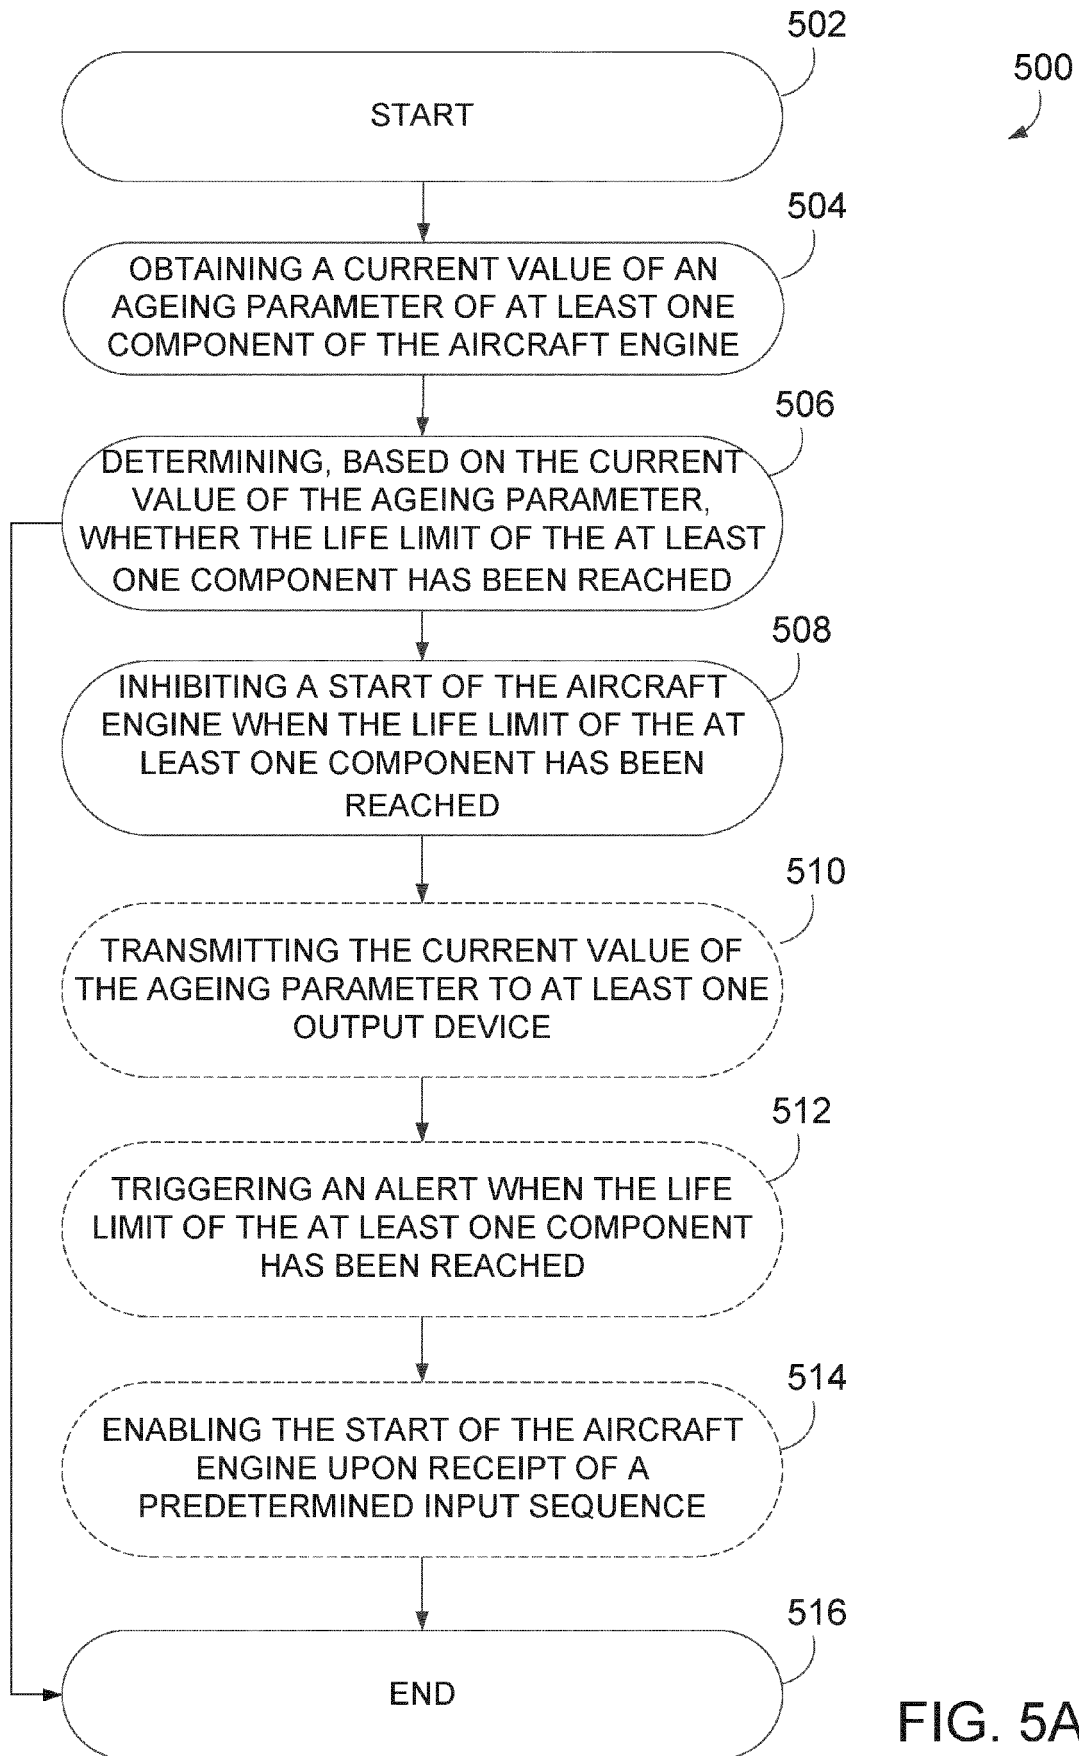 502
500
START
504
OBTAINING A CURRENT VALUE OF AN
AGEING PARAMETER OF AT LEAST ONE
COMPONENT OF THE AIRCRAFT ENGINE
506
DETERMINING, BASED ON THE CURRENT
VALUE OF THE AGEING PARAMETER,
WHETHER THE LIFE LIMIT OF THE AT LEAST
ONE COMPONENT HAS BEEN REACHED
508
INHIBITING A START OF THE AIRCRAFT
ENGINE WHEN THE LIFE LIMIT OF THE AT
LEAST ONE COMPONENT HAS BEEN
REACHED
510
TRANSMITTING THE CURRENT VALUE OF
THE AGEING PARAMETER TO AT LEAST ONE
OUTPUT DEVICE
512
TRIGGERING AN ALERT WHEN THE LIFE
LIMIT OF THE AT LEAST ONE COMPONENT
HAS BEEN REACHED
514
ENABLING THE START OF THE AIRCRAFT
ENGINE UPON RECEIPT OF A
PREDETERMINED INPUT SEQUENCE
516
END
FIG. 5A